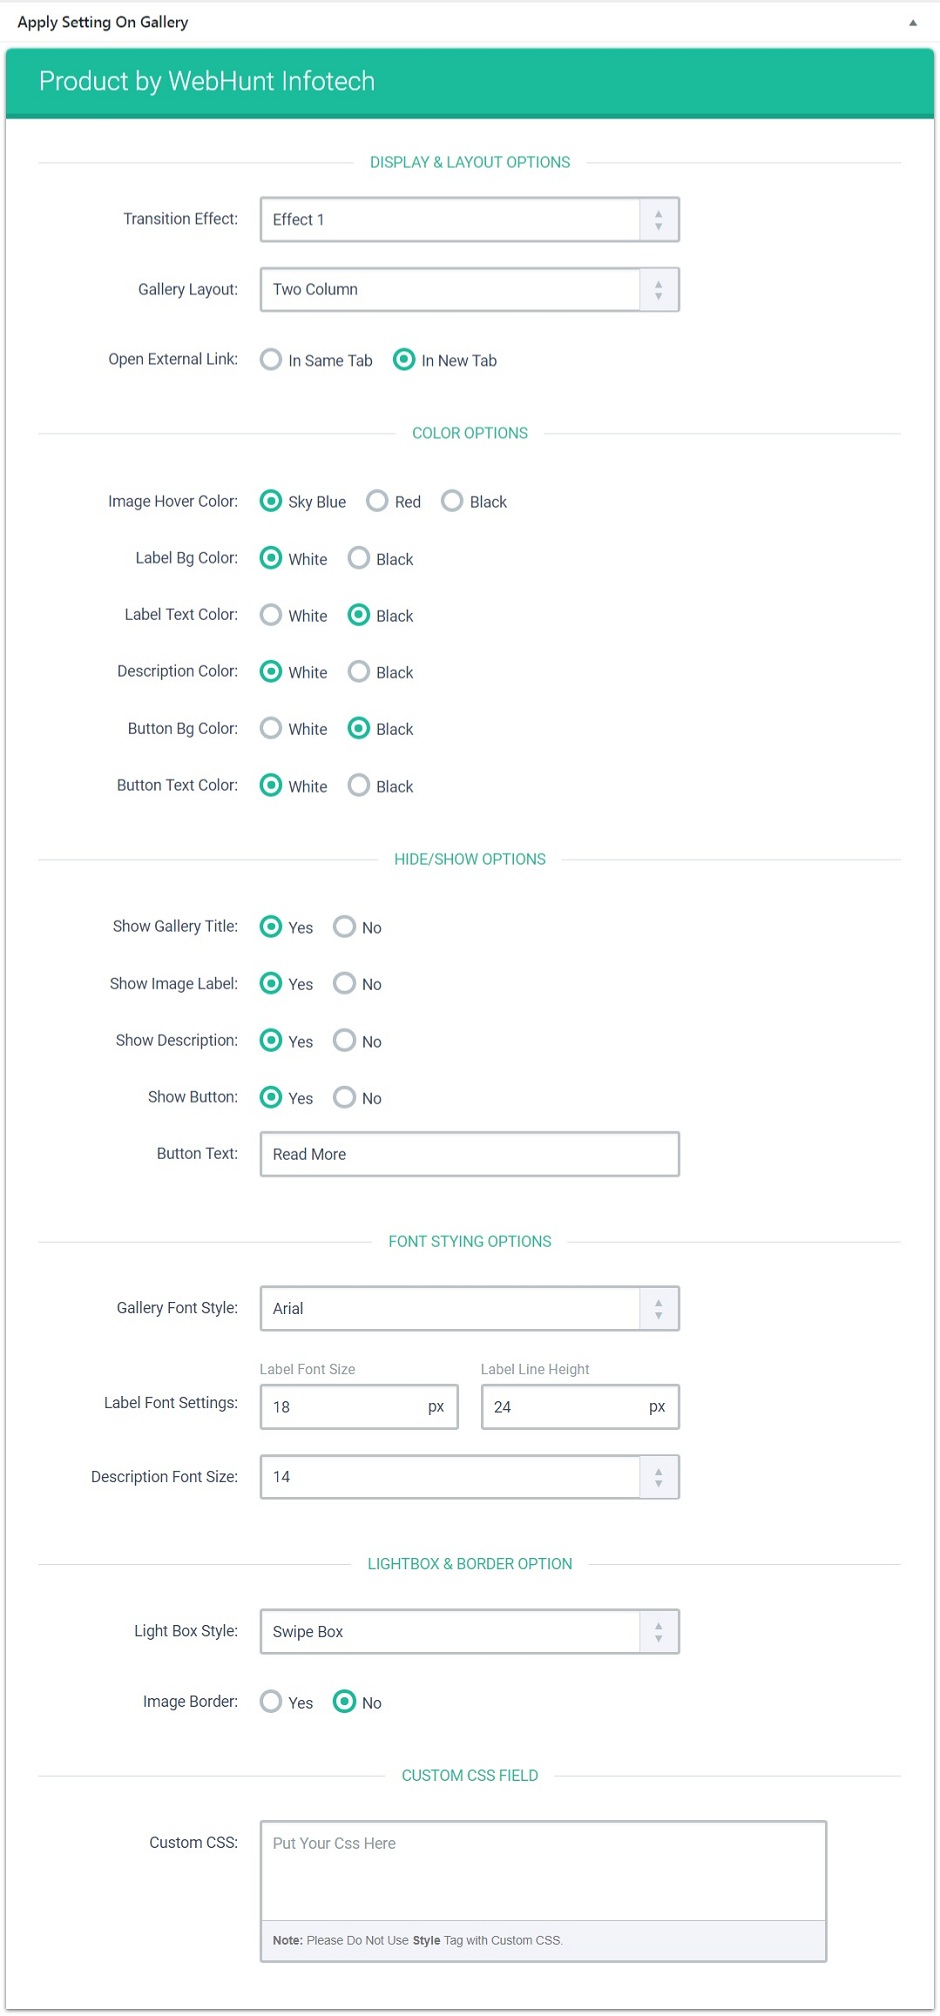 Apply Setting On Gallery
Product by WebHunt Infotech
DISPLAY & LAYOUT OPTIONS
Transition Effect: Effect 1
Gallery Layout: Two Column
Open External Link: In Same Tab In New Tab
COLOR OPTIONS
Image Hover Color: Sky Blue Red Black
Label Bg Color: White Black
Label Text Color: White Black
Description Color: White Black
Button Bg Color: White Black
Button Text Color: White Black
HIDE/SHOW OPTIONS
Show Gallery Title: Yes No
Show Image Label: Yes No
Show Description: Yes No
Show Button: Yes No
Button Text: Read More
FONT STYING OPTIONS
Gallery Font Style: Arial
Label Font Size Label Line Height
Label Font Settings: 18 px 24 px
Description Font Size: 14
LIGHTBOX & BORDER OPTION
Light Box Style: Swipe Box
Image Border: Yes No
CUSTOM CSS FIELD
Custom CSS: Put Your Css Here
Note: Please Do Not Use Style Tag with Custom CSS.